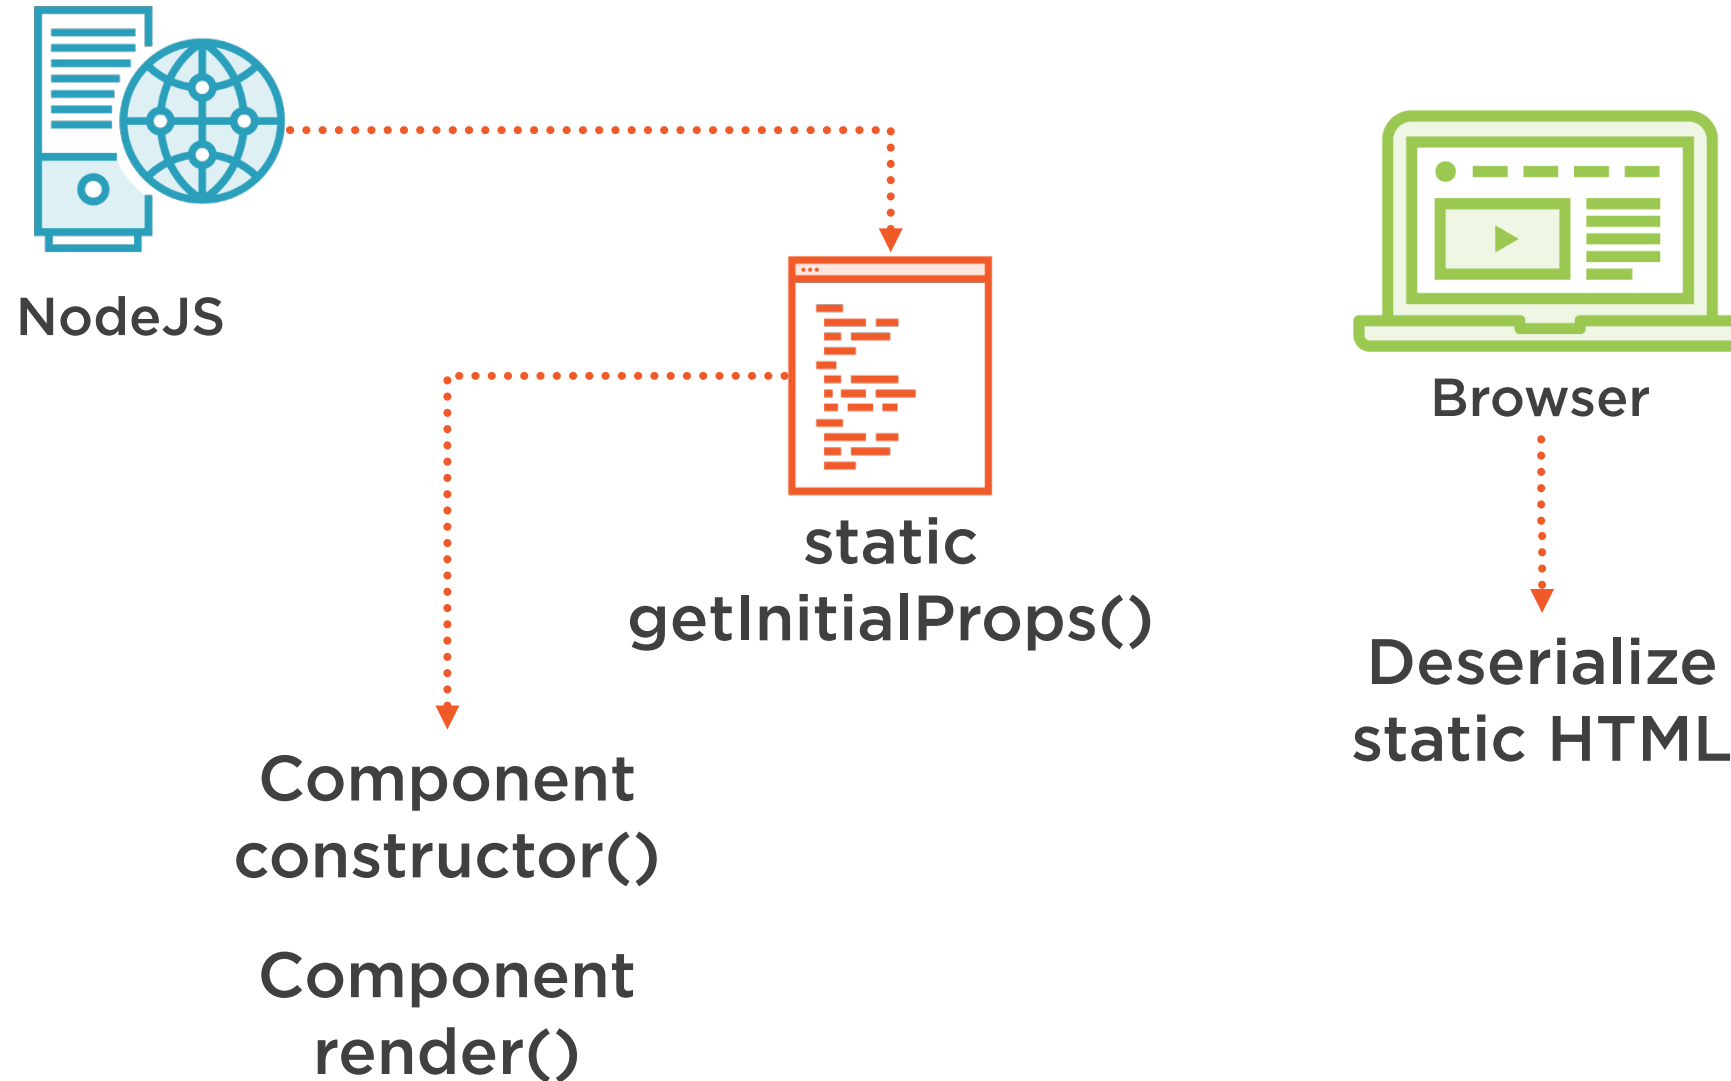 NodeJS
Browser
static
getInitialProps()
Deserialize
static HTML
Component
constructor()
Component
render()